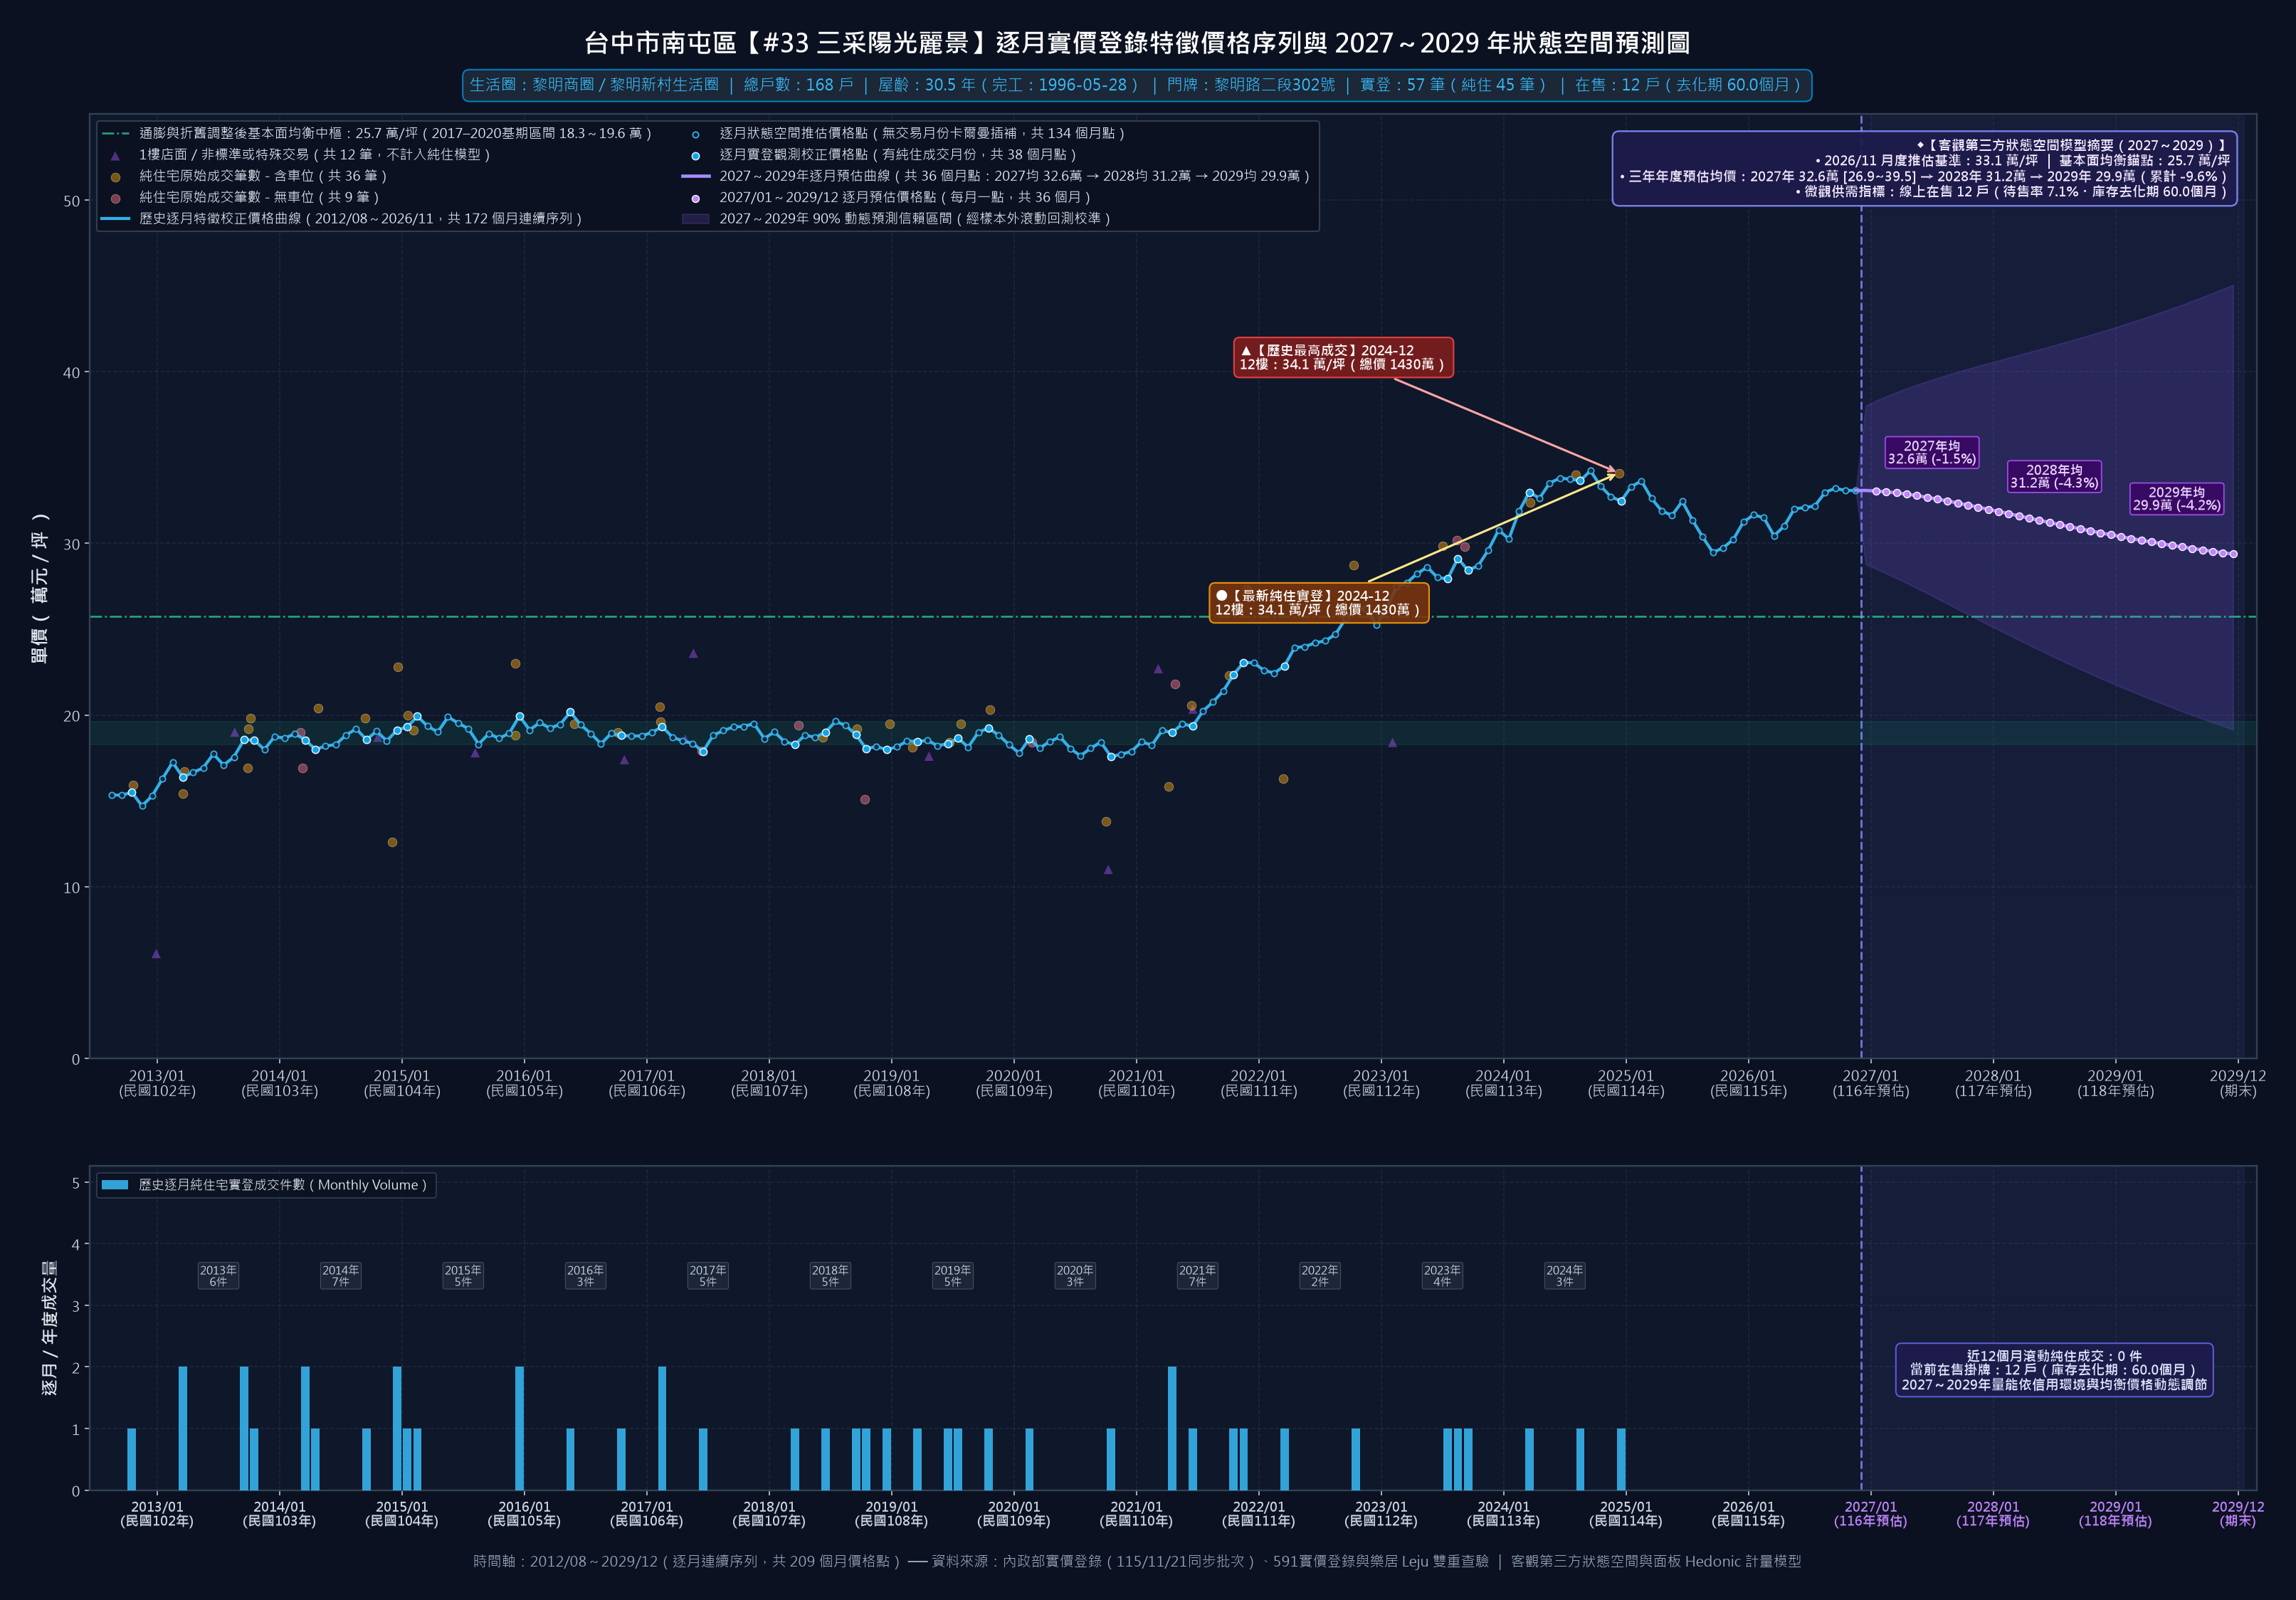 台中市南屯區【#33 三采陽光麗景】逐月實價登錄特徵價格序列與 2027～2029 年狀態空間預測圖
生活圈：黎明商圈 / 黎明新村生活圈 ｜ 總戶數：168 戶 ｜ 屋齡：30.5 年（完工：1996-05-28） ｜ 門牌：黎明路二段302號 ｜ 實登：57 筆（純住 45 筆） ｜ 在售：12 戶（去化期 60.0個月）
通膨與折舊調整後基本面均衡中樞：25.7 萬/坪（2017–2020基期區間 18.3～19.6 萬）
1樓店面 / 非標準或特殊交易（共 12 筆，不計入純住模型）
純住宅原始成交筆數 - 含車位（共 36 筆）
純住宅原始成交筆數 - 無車位（共 9 筆）
歷史逐月特徵校正價格曲線（2012/08～2026/11，共 172 個月連續序列）
逐月狀態空間推估價格點（無交易月份卡爾曼插補，共 134 個月點）
逐月實登觀測校正價格點（有純住成交月份，共 38 個月點）
2027～2029年逐月預估曲線（共 36 個月點：2027均 32.6萬 → 2028均 31.2萬 → 2029均 29.9萬）
2027/01～2029/12 逐月預估價格點（每月一點，共 36 個月）
2027～2029年 90% 動態預測信賴區間（經樣本外滾動回測校準）
◆【客觀第三方狀態空間模型摘要（2027～2029）】
• 2026/11 月度推估基準：33.1 萬/坪 ｜ 基本面均衡錨點：25.7 萬/坪
• 三年年度預估均價：2027年 32.6萬 [26.9~39.5] → 2028年 31.2萬 → 2029年 29.9萬（累計 -9.6%）
• 微觀供需指標：線上在售 12 戶（待售率 7.1%・庫存去化期 60.0個月）
▲【歷史最高成交】2024-12
12樓：34.1 萬/坪（總價 1430萬）
●【最新純住實登】2024-12
12樓：34.1 萬/坪（總價 1430萬）
2027年均
32.6萬 (-1.5%)
2028年均
31.2萬 (-4.3%)
2029年均
29.9萬 (-4.2%)
單價（ 萬元 / 坪 ）
50
40
30
20
10
0
2013/01
(民國102年)
2014/01
(民國103年)
2015/01
(民國104年)
2016/01
(民國105年)
2017/01
(民國106年)
2018/01
(民國107年)
2019/01
(民國108年)
2020/01
(民國109年)
2021/01
(民國110年)
2022/01
(民國111年)
2023/01
(民國112年)
2024/01
(民國113年)
2025/01
(民國114年)
2026/01
(民國115年)
2027/01
(116年預估)
2028/01
(117年預估)
2029/01
(118年預估)
2029/12
(期末)
歷史逐月純住宅實登成交件數（Monthly Volume）
逐月 / 年度成交量
5
4
3
2
1
0
2013年
6件
2014年
7件
2015年
5件
2016年
3件
2017年
5件
2018年
5件
2019年
5件
2020年
3件
2021年
7件
2022年
2件
2023年
4件
2024年
3件
近12個月滾動純住成交：0 件
當前在售掛牌：12 戶（庫存去化期：60.0個月）
2027～2029年量能依信用環境與均衡價格動態調節
2013/01
(民國102年)
2014/01
(民國103年)
2015/01
(民國104年)
2016/01
(民國105年)
2017/01
(民國106年)
2018/01
(民國107年)
2019/01
(民國108年)
2020/01
(民國109年)
2021/01
(民國110年)
2022/01
(民國111年)
2023/01
(民國112年)
2024/01
(民國113年)
2025/01
(民國114年)
2026/01
(民國115年)
2027/01
(116年預估)
2028/01
(117年預估)
2029/01
(118年預估)
2029/12
(期末)
時間軸：2012/08～2029/12（逐月連續序列，共 209 個月價格點） ── 資料來源：內政部實價登錄（115/11/21同步批次）、591實價登錄與樂居 Leju 雙重查驗 ｜ 客觀第三方狀態空間與面板 Hedonic 計量模型